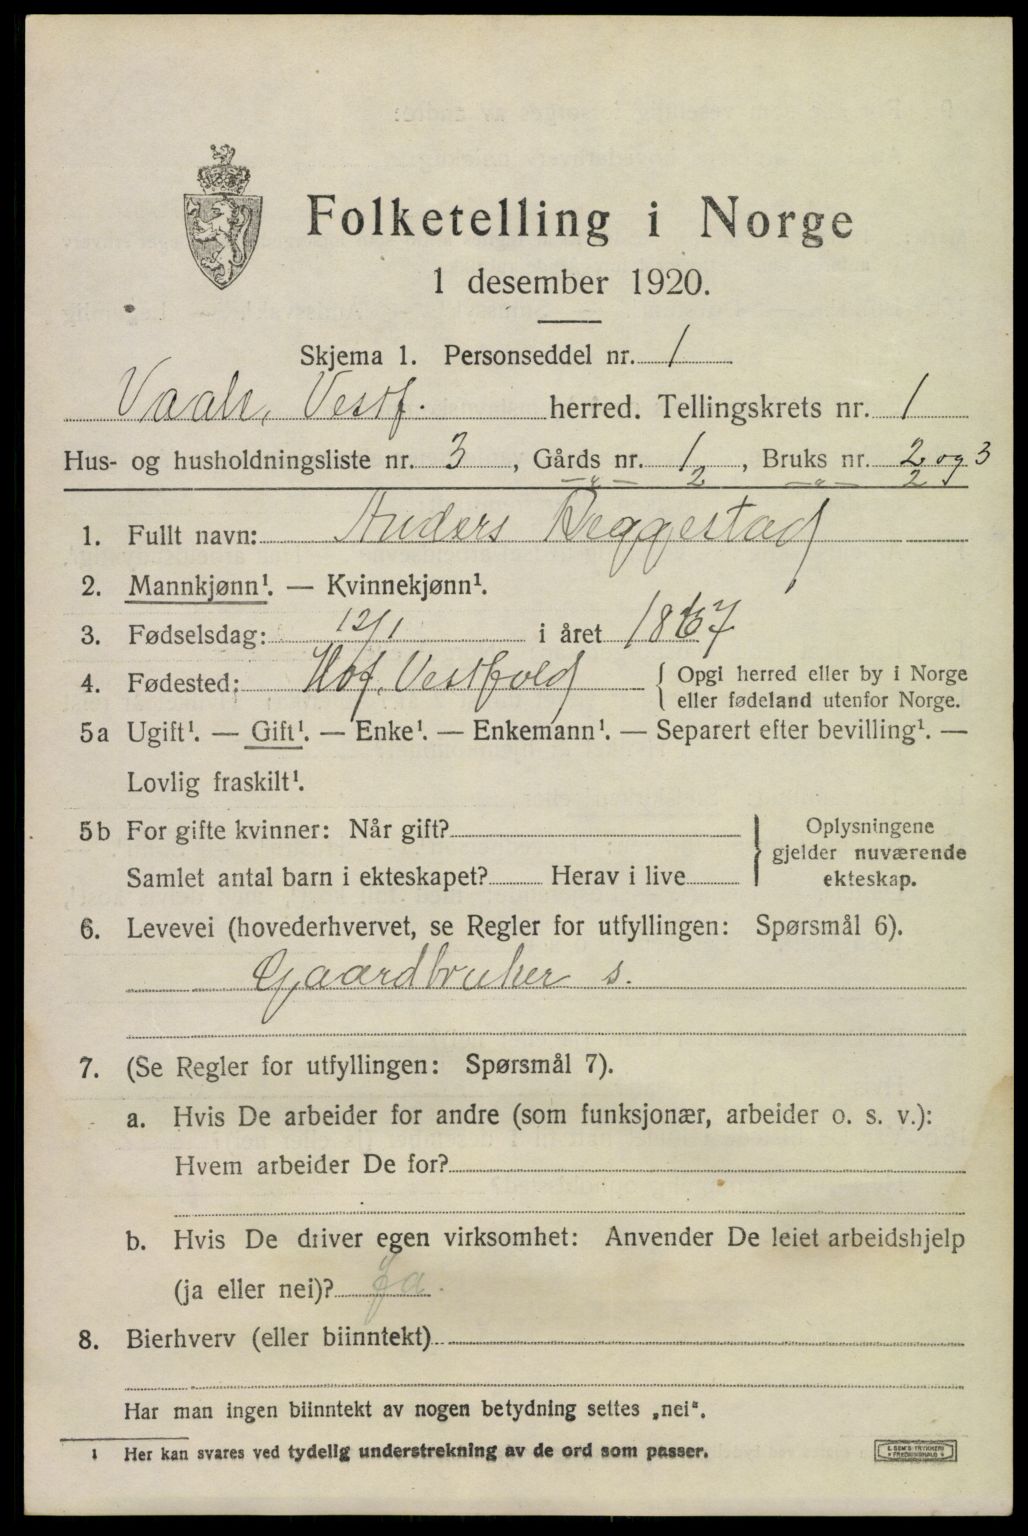 Folketelling i Norge
1 desember 1920.
Skjema 1. Personseddel nr. 1
Vaale, Vestf. herred. Tellingskrets nr. 1
Hus- og husholdningsliste nr. 3, Gårds nr. 1, Bruks nr. 2 og 3
—„— 2 —„— 2
1. Fullt navn: Anders Beggestad
2. Mannkjønn¹. — Kvinnekjønn¹.
3. Fødselsdag: 12/1 i året 1867
4. Fødested: Hof, Vestfold { Opgi herred eller by i Norge
eller fødeland utenfor Norge.
5a Ugift¹. — Gift¹. — Enke¹. — Enkemann¹. — Separert efter bevilling¹. —
Lovlig fraskilt¹.
5b For gifte kvinner: Når gift? } Oplysningene
gjelder nuværende
Samlet antal barn i ekteskapet? Herav i live
ekteskap.
6. Levevei (hovederhvervet, se Regler for utfyllingen: Spørsmål 6).
Gaardbruker s.
7. (Se Regler for utfyllingen: Spørsmål 7).
a. Hvis De arbeider for andre (som funksjonær, arbeider o. s. v.):
Hvem arbeider De for?
b. Hvis De driver egen virksomhet: Anvender De leiet arbeidshjelp
(ja eller nei)? Ja.
8. Bierhverv (eller biinntekt)
Har man ingen biinntekt av nogen betydning settes „nei“.
¹ Her kan svares ved tydelig understrekning av de ord som passer.
E. SEM'S TRYKKERI
FREDRIKSHALD